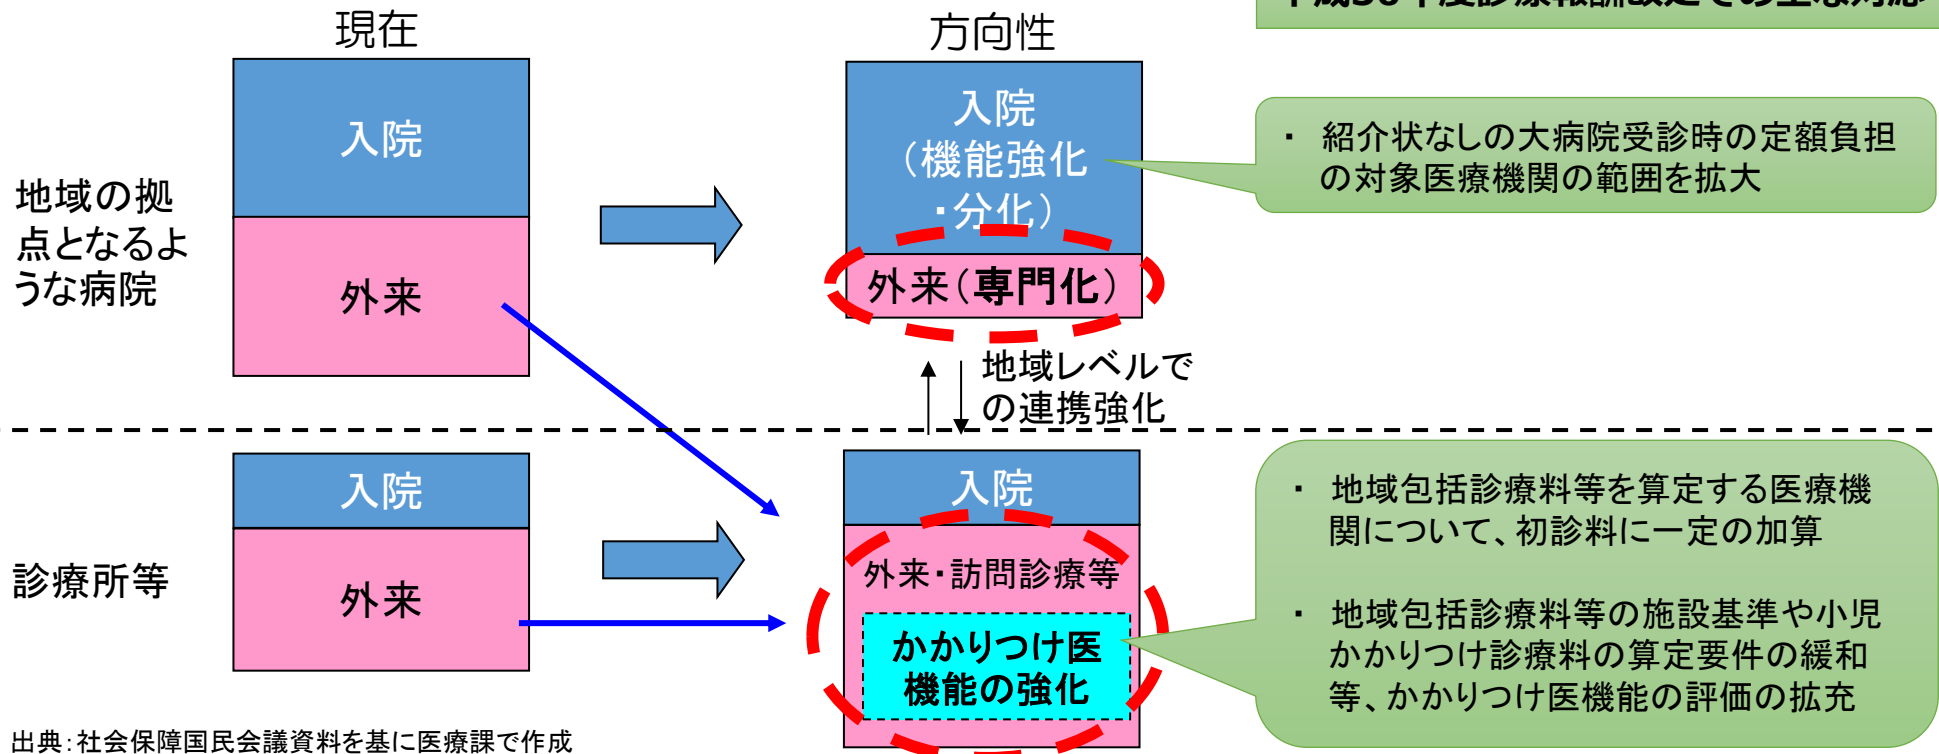 現在
方向性
入院
外来
地域の拠
点となるよ
うな病院
入院
（機能強化
・分化）
外来（専門化）
・ 紹介状なしの大病院受診時の定額負担
の対象医療機関の範囲を拡大
地域レベルで
の連携強化
診療所等
入院
外来
入院
外来・訪問診療等
かかりつけ医
機能の強化
・ 地域包括診療料等を算定する医療機
関について、初診料に一定の加算
・ 地域包括診療料等の施設基準や小児
かかりつけ診療料の算定要件の緩和
等、かかりつけ医機能の評価の拡充
出典：社会保障国民会議資料を基に医療課で作成